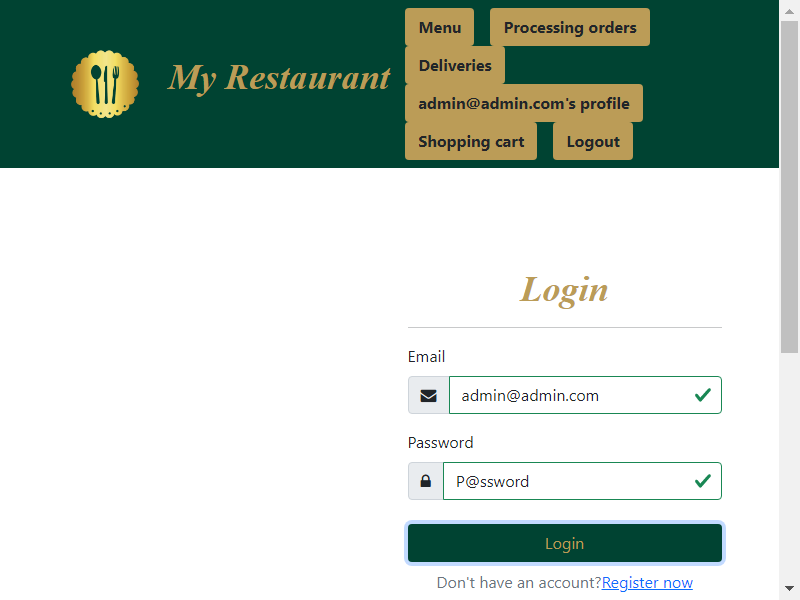 My Restaurant
Menu
Processing orders
Deliveries
admin@admin.com's profile
Shopping cart
Logout
Login
Email
admin@admin.com
Password
P@ssword
Login
Don't have an account?Register now